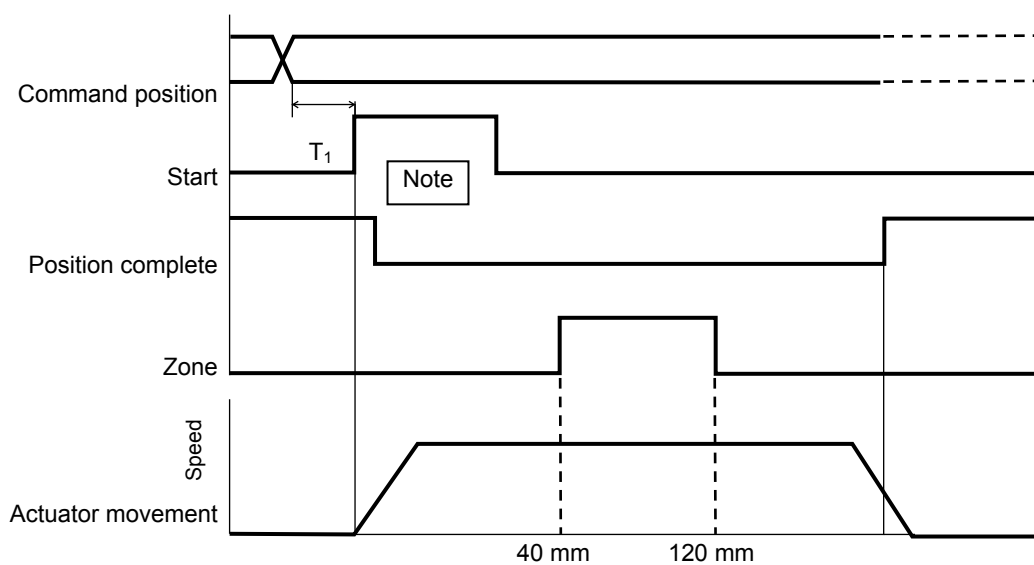 Command position
T₁
Start
Note
Position complete
Zone
Speed
Actuator movement
40 mm
120 mm